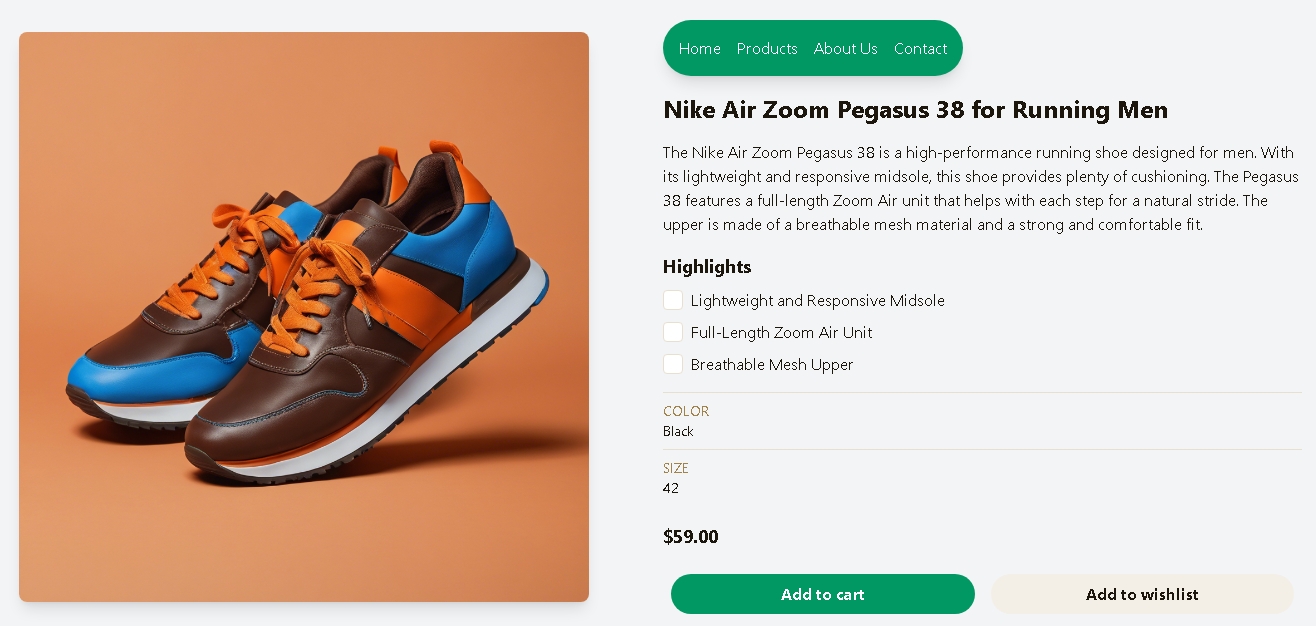 Home Products About Us Contact
Nike Air Zoom Pegasus 38 for Running Men
The Nike Air Zoom Pegasus 38 is a high-performance running shoe designed for men. With
its lightweight and responsive midsole, this shoe provides plenty of cushioning. The Pegasus
38 features a full-length Zoom Air unit that helps with each step for a natural stride. The
upper is made of a breathable mesh material and a strong and comfortable fit.
Highlights
Lightweight and Responsive Midsole
Full-Length Zoom Air Unit
Breathable Mesh Upper
COLOR
Black
SIZE
42
$59.00
Add to cart
Add to wishlist